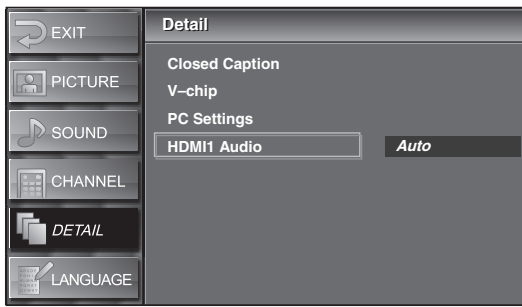 EXIT
PICTURE
SOUND
CHANNEL
DETAIL
LANGUAGE
Detail
Closed Caption
V–chip
PC Settings
HDMI1 Audio Auto